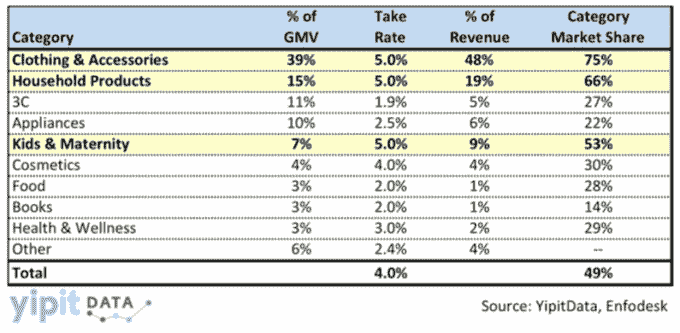 Category % of GMV Take Rate % of Revenue Category Market Share
Clothing & Accessories 39% 5.0% 48% 75%
Household Products 15% 5.0% 19% 66%
3C 11% 1.9% 5% 27%
Appliances 10% 2.5% 6% 22%
Kids & Maternity 7% 5.0% 9% 53%
Cosmetics 4% 4.0% 4% 30%
Food 3% 2.0% 1% 28%
Books 3% 2.0% 1% 14%
Health & Wellness 3% 3.0% 2% 29%
Other 6% 2.4% 4% --
Total 4.0% 49%
yipit DATA
Source: YipitData, Enfodesk